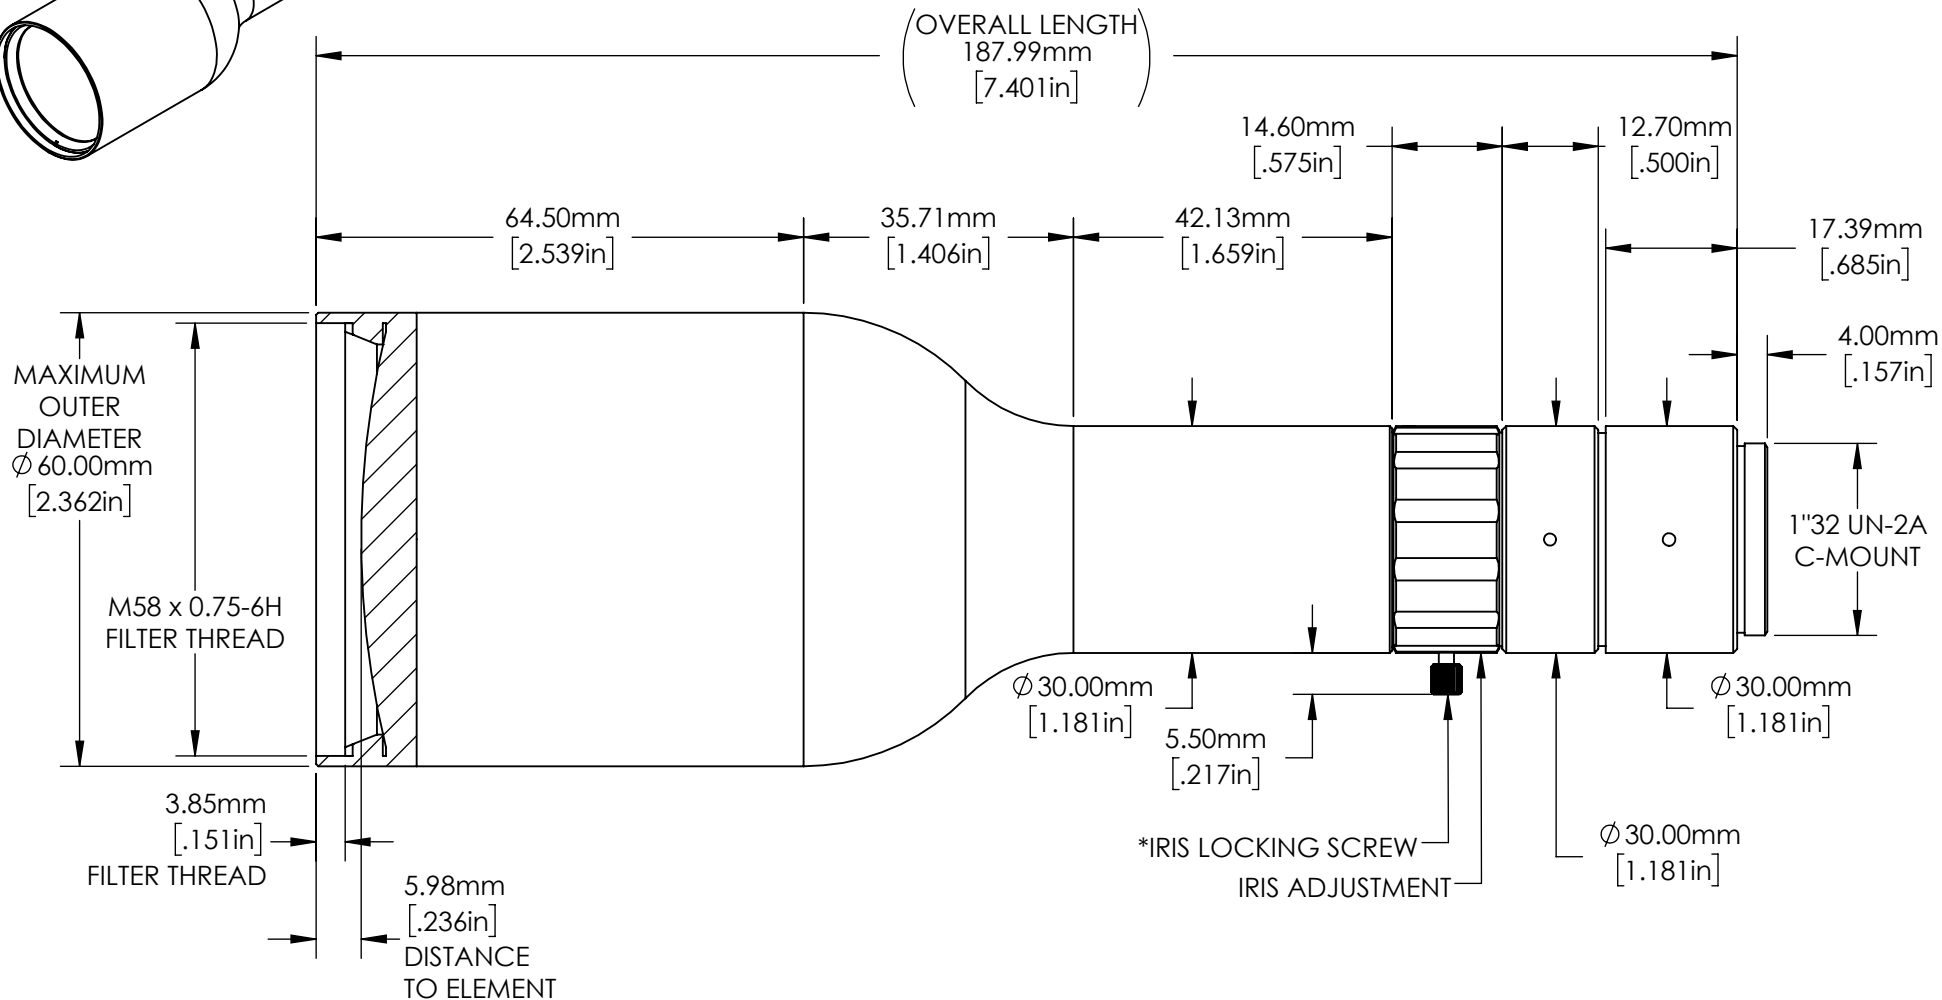 OVERALL LENGTH
187.99mm
[7.401in]
14.60mm
[.575in]
12.70mm
[.500in]
64.50mm
[2.539in]
35.71mm
[1.406in]
42.13mm
[1.659in]
17.39mm
[.685in]
4.00mm
[.157in]
MAXIMUM
OUTER
DIAMETER
∅60.00mm
[2.362in]
M58 x 0.75-6H
FILTER THREAD
1"32 UN-2A
C-MOUNT
∅30.00mm
[1.181in]
5.50mm
[.217in]
∅30.00mm
[1.181in]
∅30.00mm
[1.181in]
3.85mm
[.151in]
FILTER THREAD
5.98mm
[.236in]
DISTANCE
TO ELEMENT
*IRIS LOCKING SCREW
IRIS ADJUSTMENT